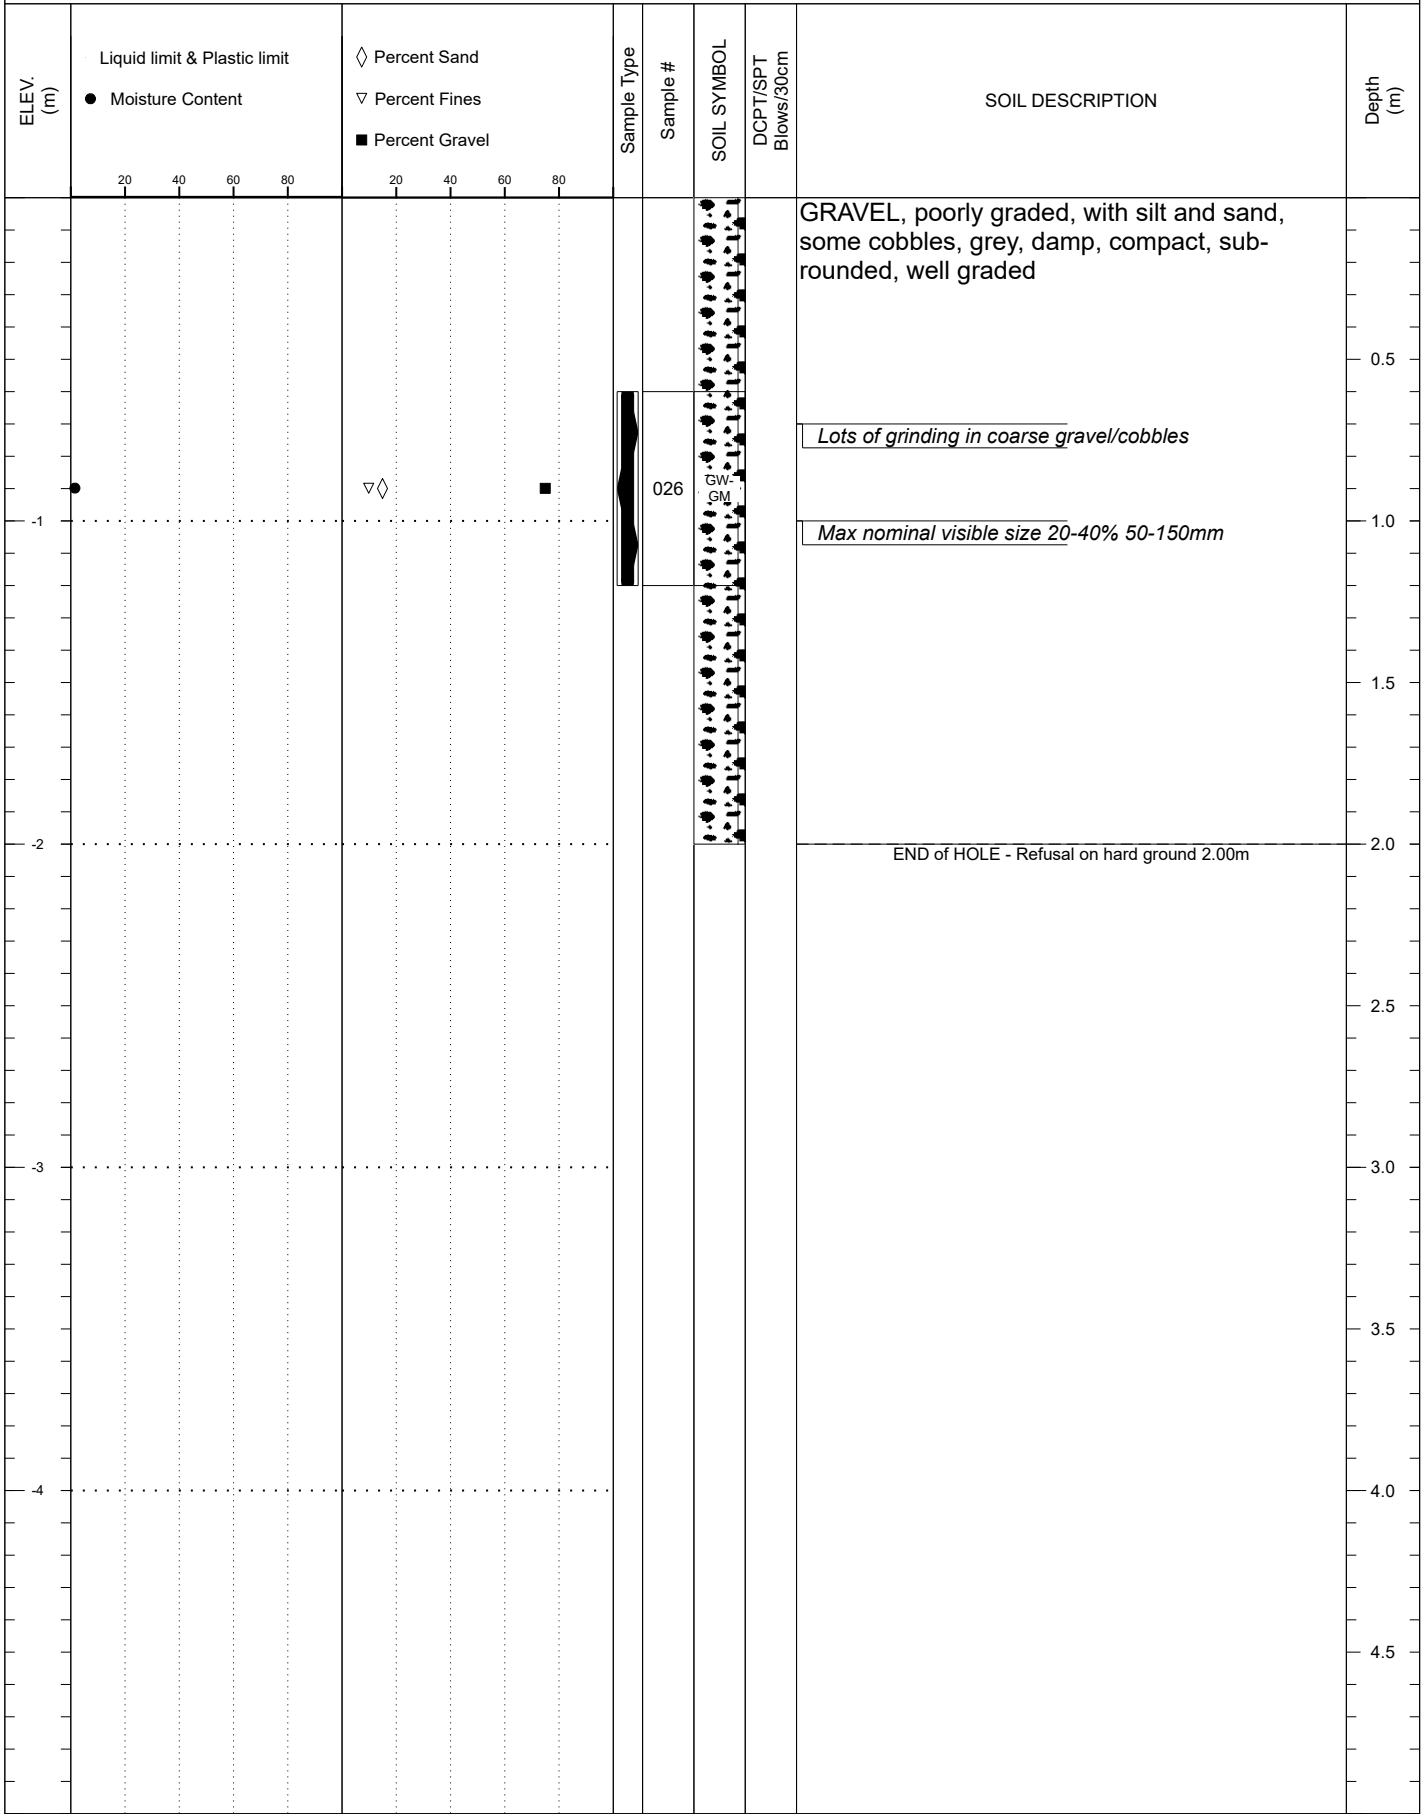 ELEV.
(m)
Liquid limit & Plastic limit
Moisture Content
Percent Sand
Percent Fines
Percent Gravel
20 40 60 80
20 40 60 80
Sample Type
Sample #
SOIL SYMBOL
DCPT/SPT
Blows/30cm
SOIL DESCRIPTION
Depth
(m)
GRAVEL, poorly graded, with silt and sand,
some cobbles, grey, damp, compact, sub-
rounded, well graded
0.5
Lots of grinding in coarse gravel/cobbles
026
GW-
GM
-1
Max nominal visible size 20-40% 50-150mm
1.0
1.5
-2
2.0
END of HOLE - Refusal on hard ground 2.00m
2.5
-3
3.0
3.5
-4
4.0
4.5